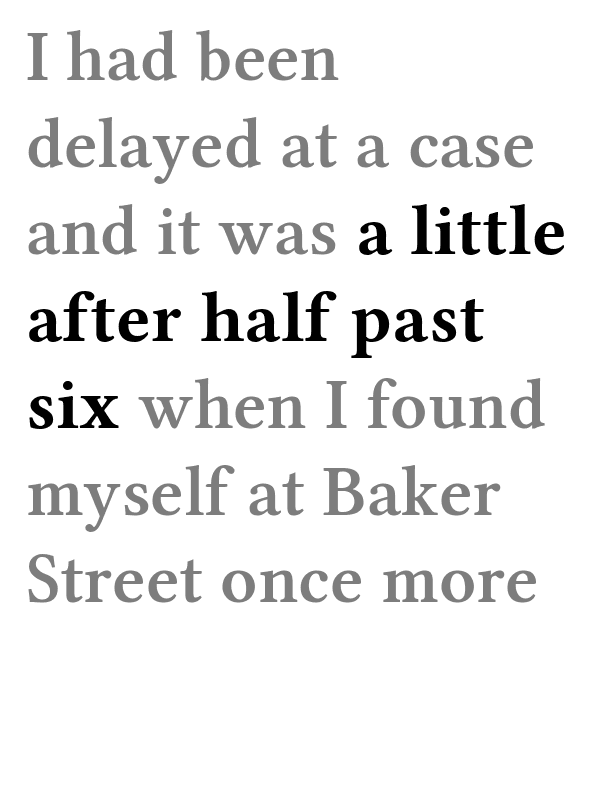 I had been
delayed at a case
and it was a little
after half past
six when I found
myself at Baker
Street once more